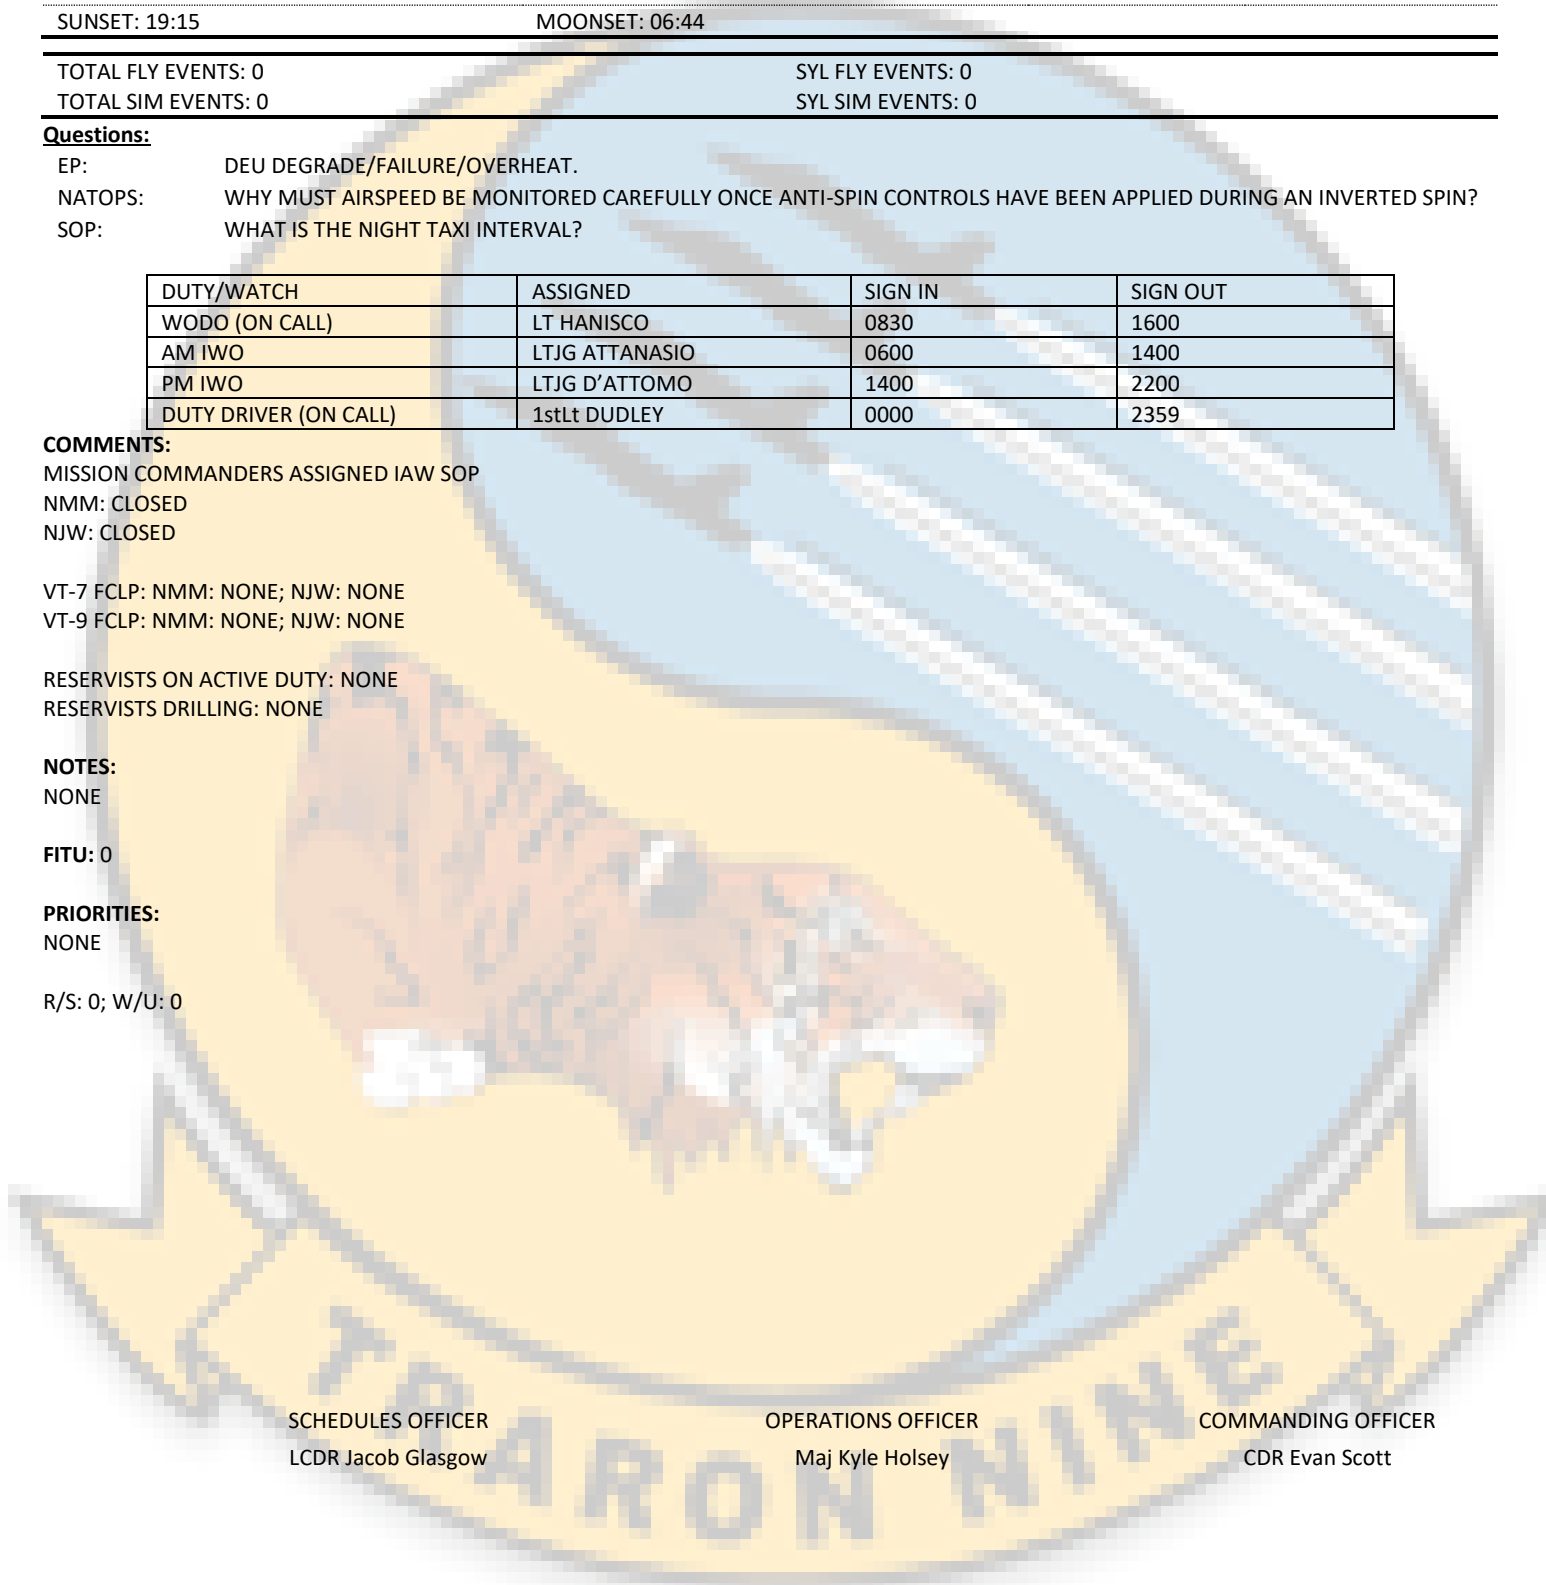 SUNSET: 19:15 MOONSET: 06:44
TOTAL FLY EVENTS: 0 SYL FLY EVENTS: 0
TOTAL SIM EVENTS: 0 SYL SIM EVENTS: 0
Questions:
EP: DEU DEGRADE/FAILURE/OVERHEAT.
NATOPS: WHY MUST AIRSPEED BE MONITORED CAREFULLY ONCE ANTI-SPIN CONTROLS HAVE BEEN APPLIED DURING AN INVERTED SPIN?
SOP: WHAT IS THE NIGHT TAXI INTERVAL?
DUTY/WATCH ASSIGNED SIGN IN SIGN OUT
WODO (ON CALL) LT HANISCO 0830 1600
AM IWO LTJG ATTANASIO 0600 1400
PM IWO LTJG D’ATTOMO 1400 2200
DUTY DRIVER (ON CALL) 1stLt DUDLEY 0000 2359
COMMENTS:
MISSION COMMANDERS ASSIGNED IAW SOP
NMM: CLOSED
NJW: CLOSED
VT-7 FCLP: NMM: NONE; NJW: NONE
VT-9 FCLP: NMM: NONE; NJW: NONE
RESERVISTS ON ACTIVE DUTY: NONE
RESERVISTS DRILLING: NONE
NOTES:
NONE
FITU: 0
PRIORITIES:
NONE
R/S: 0; W/U: 0
SCHEDULES OFFICER OPERATIONS OFFICER COMMANDING OFFICER
LCDR Jacob Glasgow Maj Kyle Holsey CDR Evan Scott
TRARON NINE